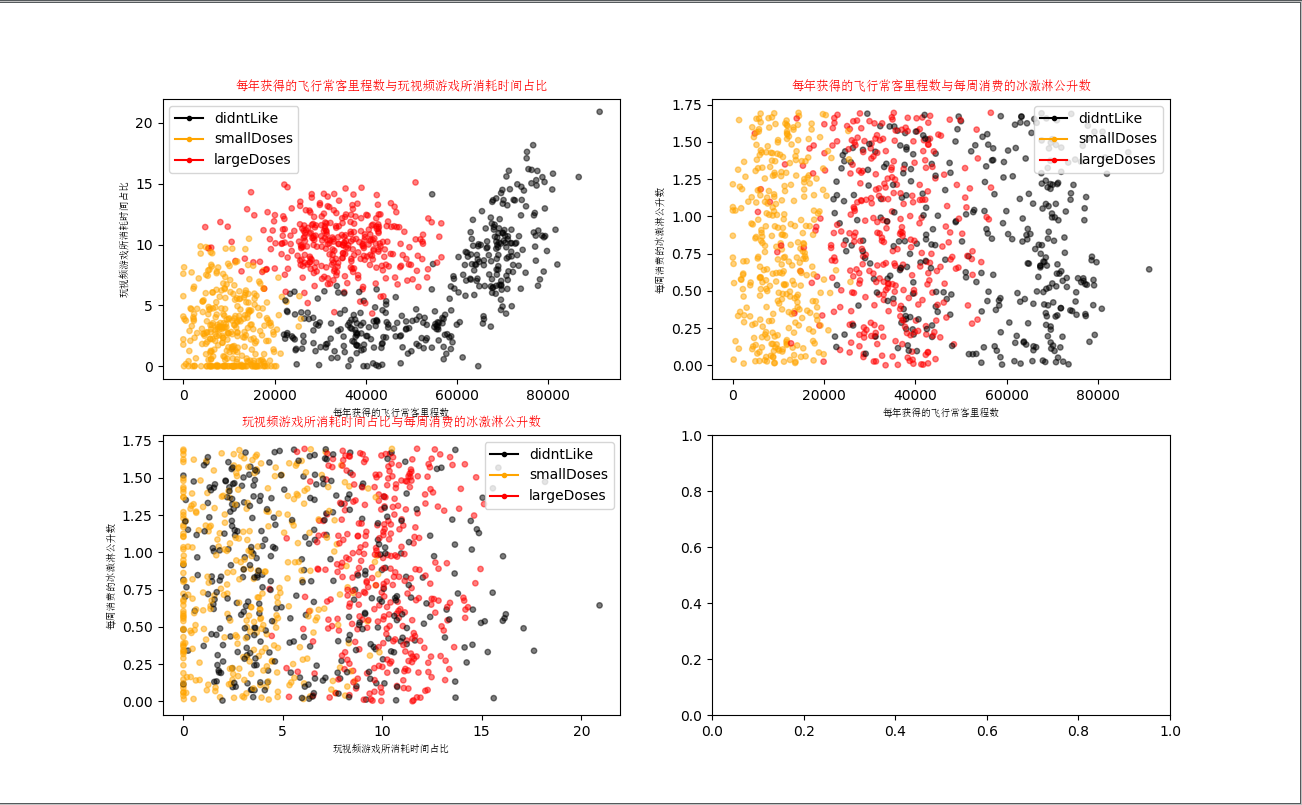 每年获得的飞行常客里程数与玩视频游戏所消耗时间占比
didntLike
smallDoses
largeDoses
玩视频游戏所消耗时间占比
20
15
10
5
0
0 20000 40000 60000 80000
每年获得的飞行常客里程数
每年获得的飞行常客里程数与每周消费的冰激淋公升数
didntLike
smallDoses
largeDoses
每周消费的冰激淋公升数
1.75
1.50
1.25
1.00
0.75
0.50
0.25
0.00
0 20000 40000 60000 80000
每年获得的飞行常客里程数
玩视频游戏所消耗时间占比与每周消费的冰激淋公升数
didntLike
smallDoses
largeDoses
每周消费的冰激淋公升数
1.75
1.50
1.25
1.00
0.75
0.50
0.25
0.00
0 5 10 15 20
玩视频游戏所消耗时间占比
1.0
0.8
0.6
0.4
0.2
0.0
0.0 0.2 0.4 0.6 0.8 1.0